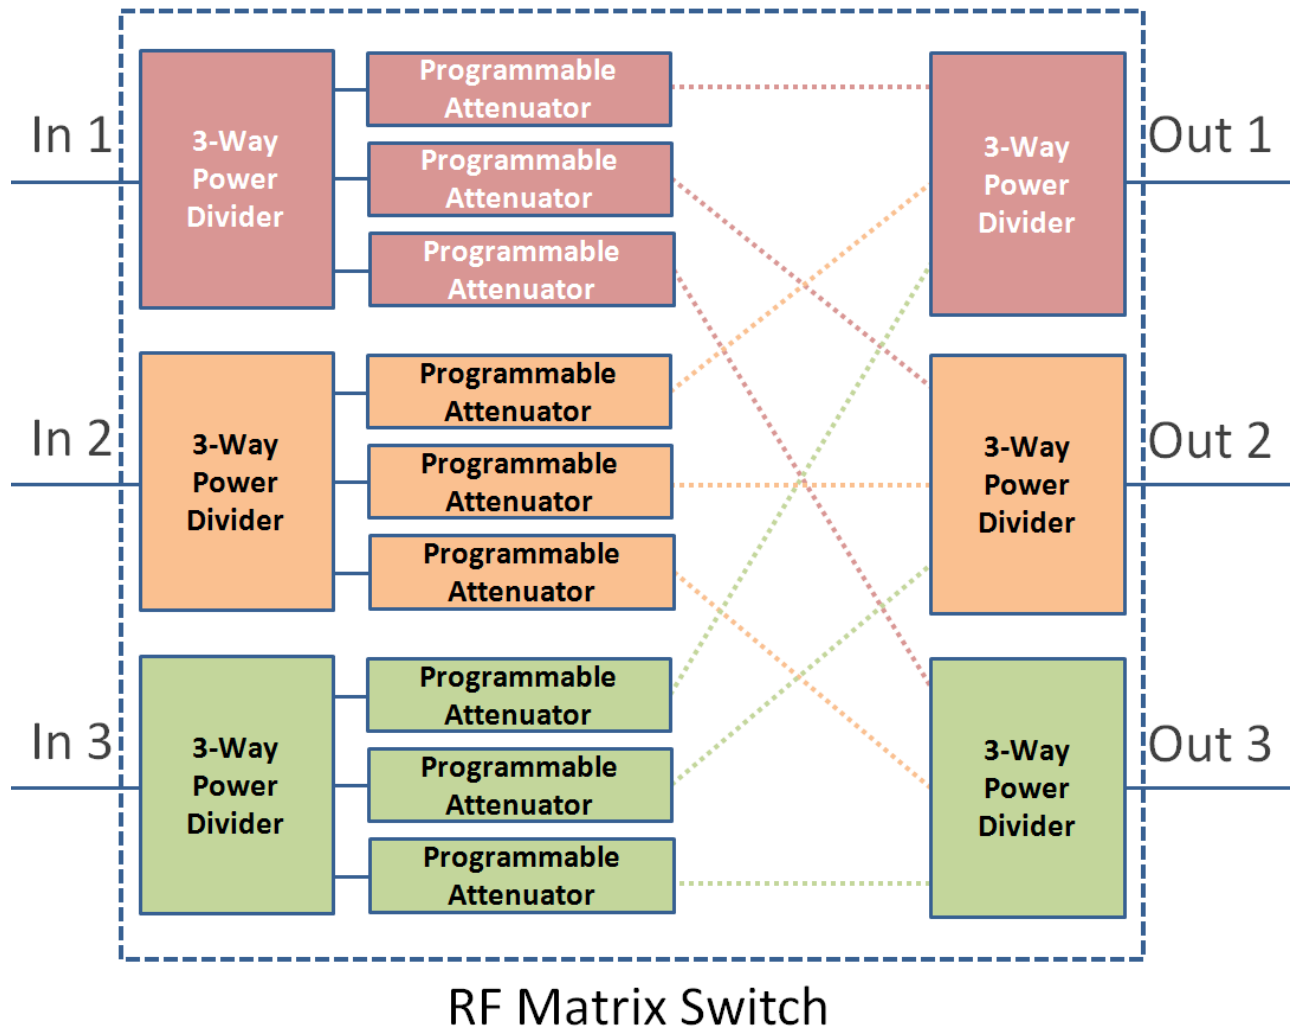 In 1
3-Way
Power
Divider
Programmable
Attenuator
Programmable
Attenuator
Programmable
Attenuator
3-Way
Power
Divider
Out 1
In 2
3-Way
Power
Divider
Programmable
Attenuator
Programmable
Attenuator
Programmable
Attenuator
3-Way
Power
Divider
Out 2
In 3
3-Way
Power
Divider
Programmable
Attenuator
Programmable
Attenuator
Programmable
Attenuator
3-Way
Power
Divider
Out 3
RF Matrix Switch